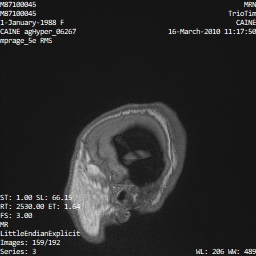 M87100045
M87100045
1-January-1988 F
CAINE agHyper_06267
mprage_5e RMS
MRN
TrioTim
CAINE
16-March-2010 11:17:50
ST: 1.00 SL: 66.15
RT: 2530.00 ET: 1.64
FS: 3.00
MR
LittleEndianExplicit
Images: 159/192
Series: 3
WL: 206 WW: 489